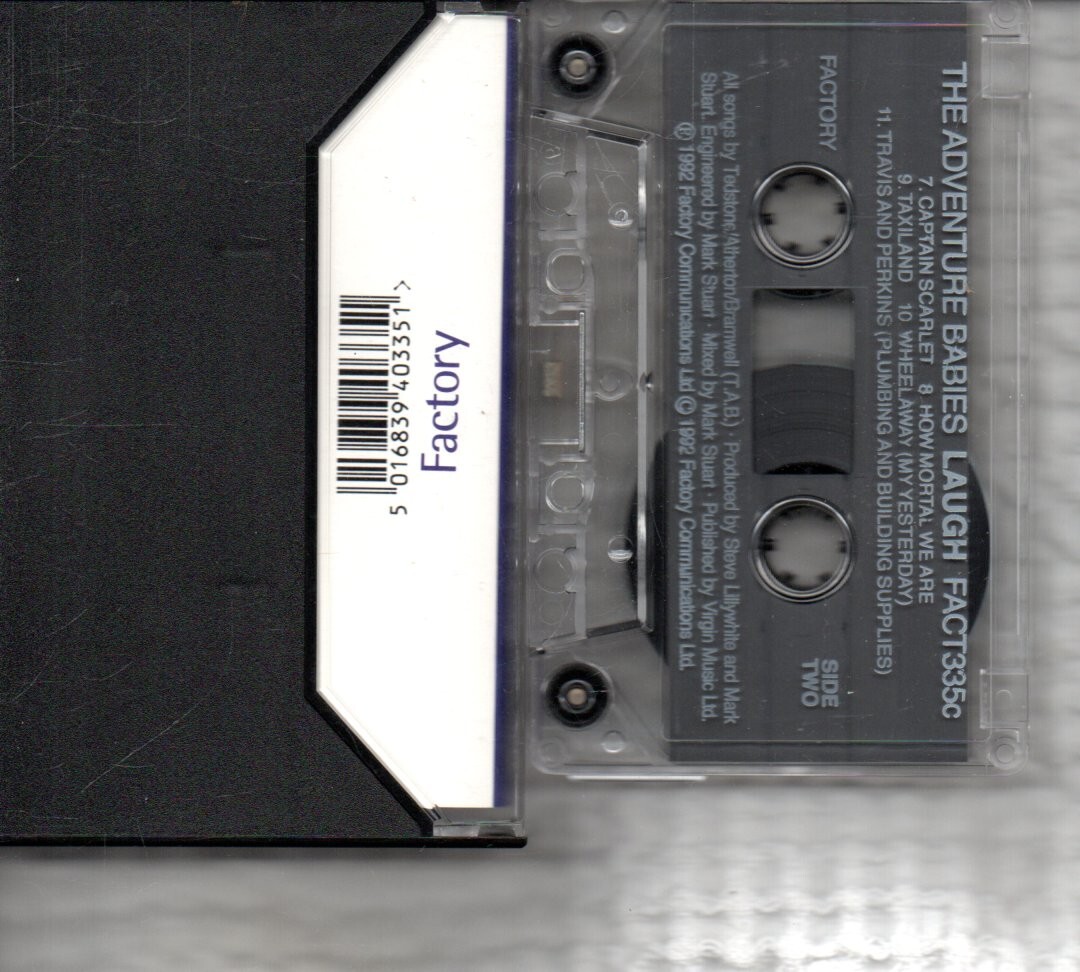 5 016839 403351 >
Factory
THE ADVENTURE BABIES LAUGH FACT335c
7. CAPTAIN SCARLET 8 HOW MORTAL WE ARE
9. TAXILAND 10 WHEELAWAY (MY YESTERDAY)
11. TRAVIS AND PERKINS (PLUMBING AND BUILDING SUPPLIES)
FACTORY
SIDE
TWO
All songs by Todstone/Atherton/Bramwell (T.A.B.) · Produced by Steve Lillywhite and Mark
Stuart. Engineered by Mark Stuart · Mixed by Mark Stuart · Published by Virgin Music Ltd.
℗ 1992 Factory Communications Ltd © 1992 Factory Communications Ltd.